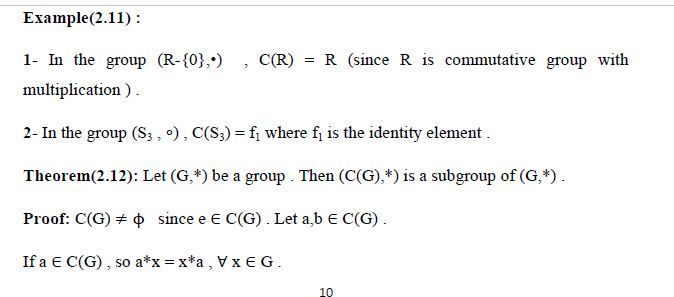 Example(2.11) :
1- In the group (R-{0},•) , C(R) = R (since R is commutative group with
multiplication ) .
2- In the group (S₃ , ∘) , C(S₃) = f₁ where f₁ is the identity element .
Theorem(2.12): Let (G,*) be a group . Then (C(G),*) is a subgroup of (G,*) .
Proof: C(G) ≠ ϕ since e ∈ C(G) . Let a,b ∈ C(G) .
If a ∈ C(G) , so a*x = x*a , ∀ x ∈ G .
10